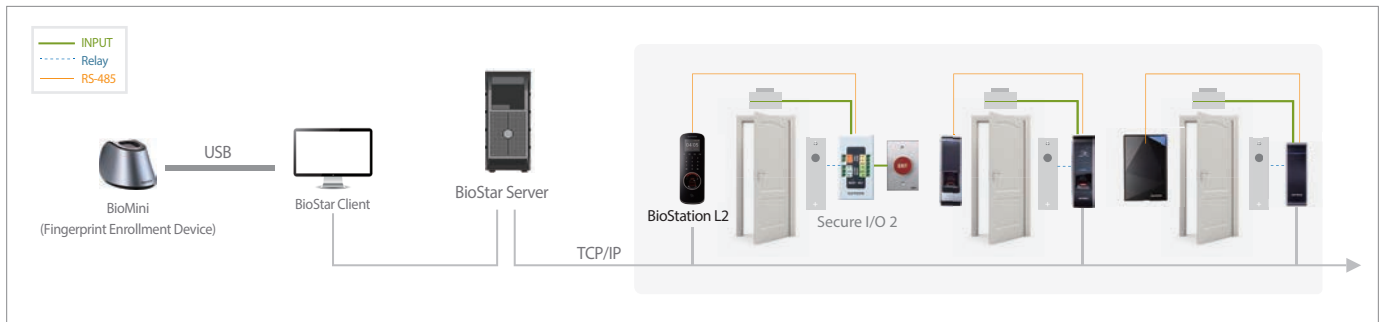 INPUT
Relay
RS-485
USB
BioMini
(Fingerprint Enrollment Device)
BioStar Client
BioStar Server
TCP/IP
BioStation L2
Secure I/O 2
EXIT